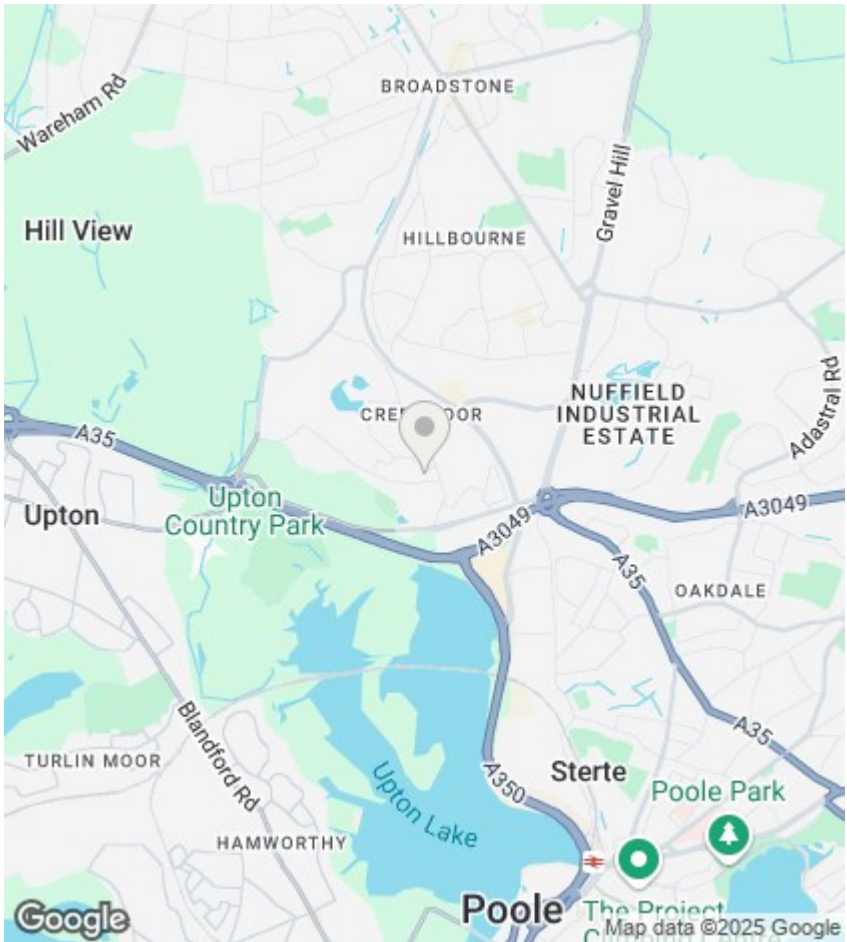 BROADSTONE
Wareham Rd
Gravel Hill
Hill View
HILLBOURNE
Adastral Rd
NUFFIELD
INDUSTRIAL
ESTATE
A35
Upton
Upton
Country Park
A3049
A3049
A35
OAKDALE
Blandford Rd
TURLIN MOOR
A35
Sterte
A350
Upton Lake
Poole Park
HAMWORTHY
Poole
The Project
Google
Map data ©2025 Google